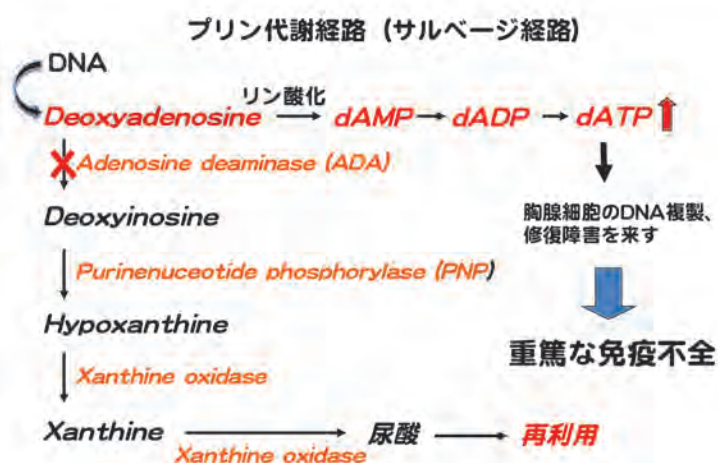 プリン代謝経路（サルベージ経路）
DNA
リン酸化
Deoxyadenosine dAMP dADP dATP
Adenosine deaminase (ADA)
Deoxyinosine
胸腺細胞のDNA複製、
修復障害を来す
Purinenuceotide phosphorylase (PNP)
Hypoxanthine
重篤な免疫不全
Xanthine oxidase
Xanthine 尿酸 再利用
Xanthine oxidase